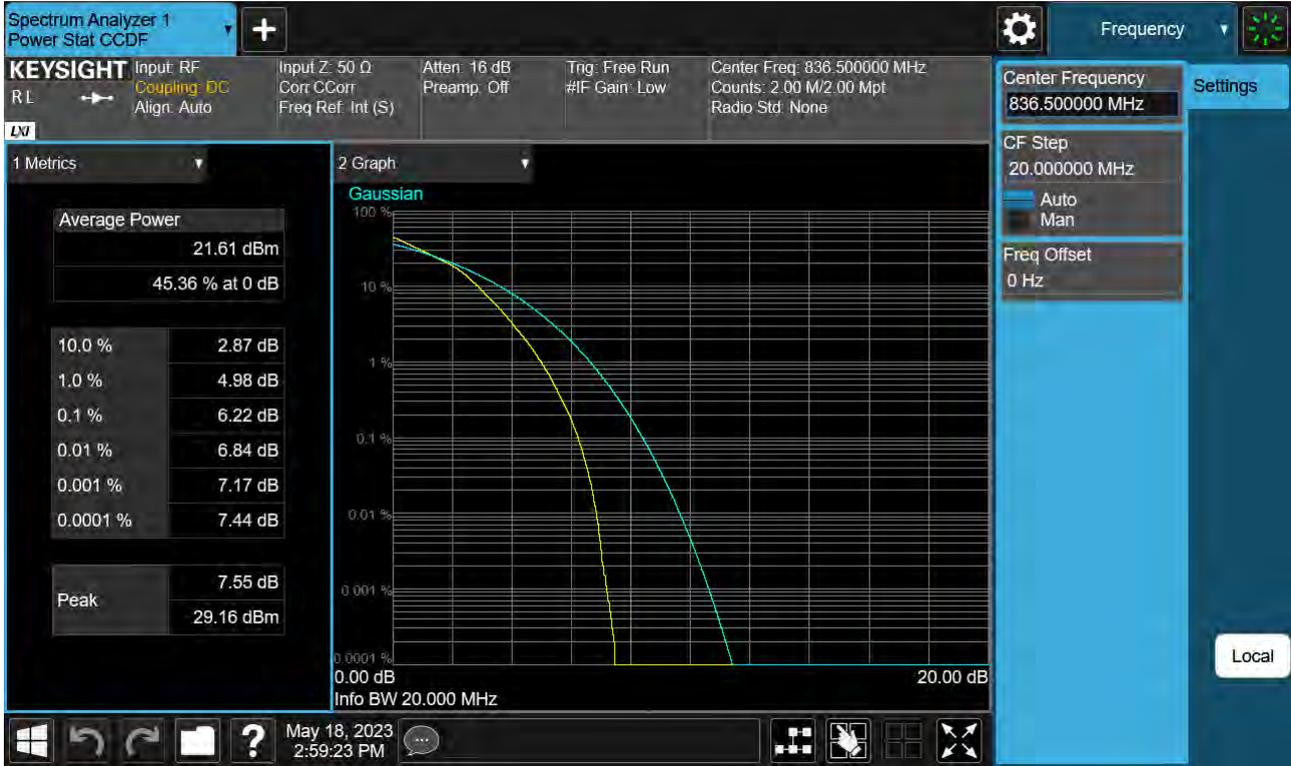 Spectrum Analyzer 1
Power Stat CCDF
Frequency
KEYSIGHT
RL
LXI
Input: RF
Coupling: DC
Align: Auto
Input Z: 50 Ω
Corr CCorr
Freq Ref: Int (S)
Atten: 16 dB
Preamp: Off
Trig: Free Run
#IF Gain: Low
Center Freq: 836.500000 MHz
Counts: 2.00 M/2.00 Mpt
Radio Std: None
Center Frequency
836.500000 MHz
Settings
CF Step
20.000000 MHz
Auto
Man
Freq Offset
0 Hz
Local
1 Metrics
Average Power
21.61 dBm
45.36 % at 0 dB
10.0 % 2.87 dB
1.0 % 4.98 dB
0.1 % 6.22 dB
0.01 % 6.84 dB
0.001 % 7.17 dB
0.0001 % 7.44 dB
Peak 7.55 dB
29.16 dBm
2 Graph
Gaussian
100 %
10 %
1 %
0.1 %
0.01 %
0.001 %
0.0001 %
0.00 dB 20.00 dB
Info BW 20.000 MHz
?
May 18, 2023
2:59:23 PM